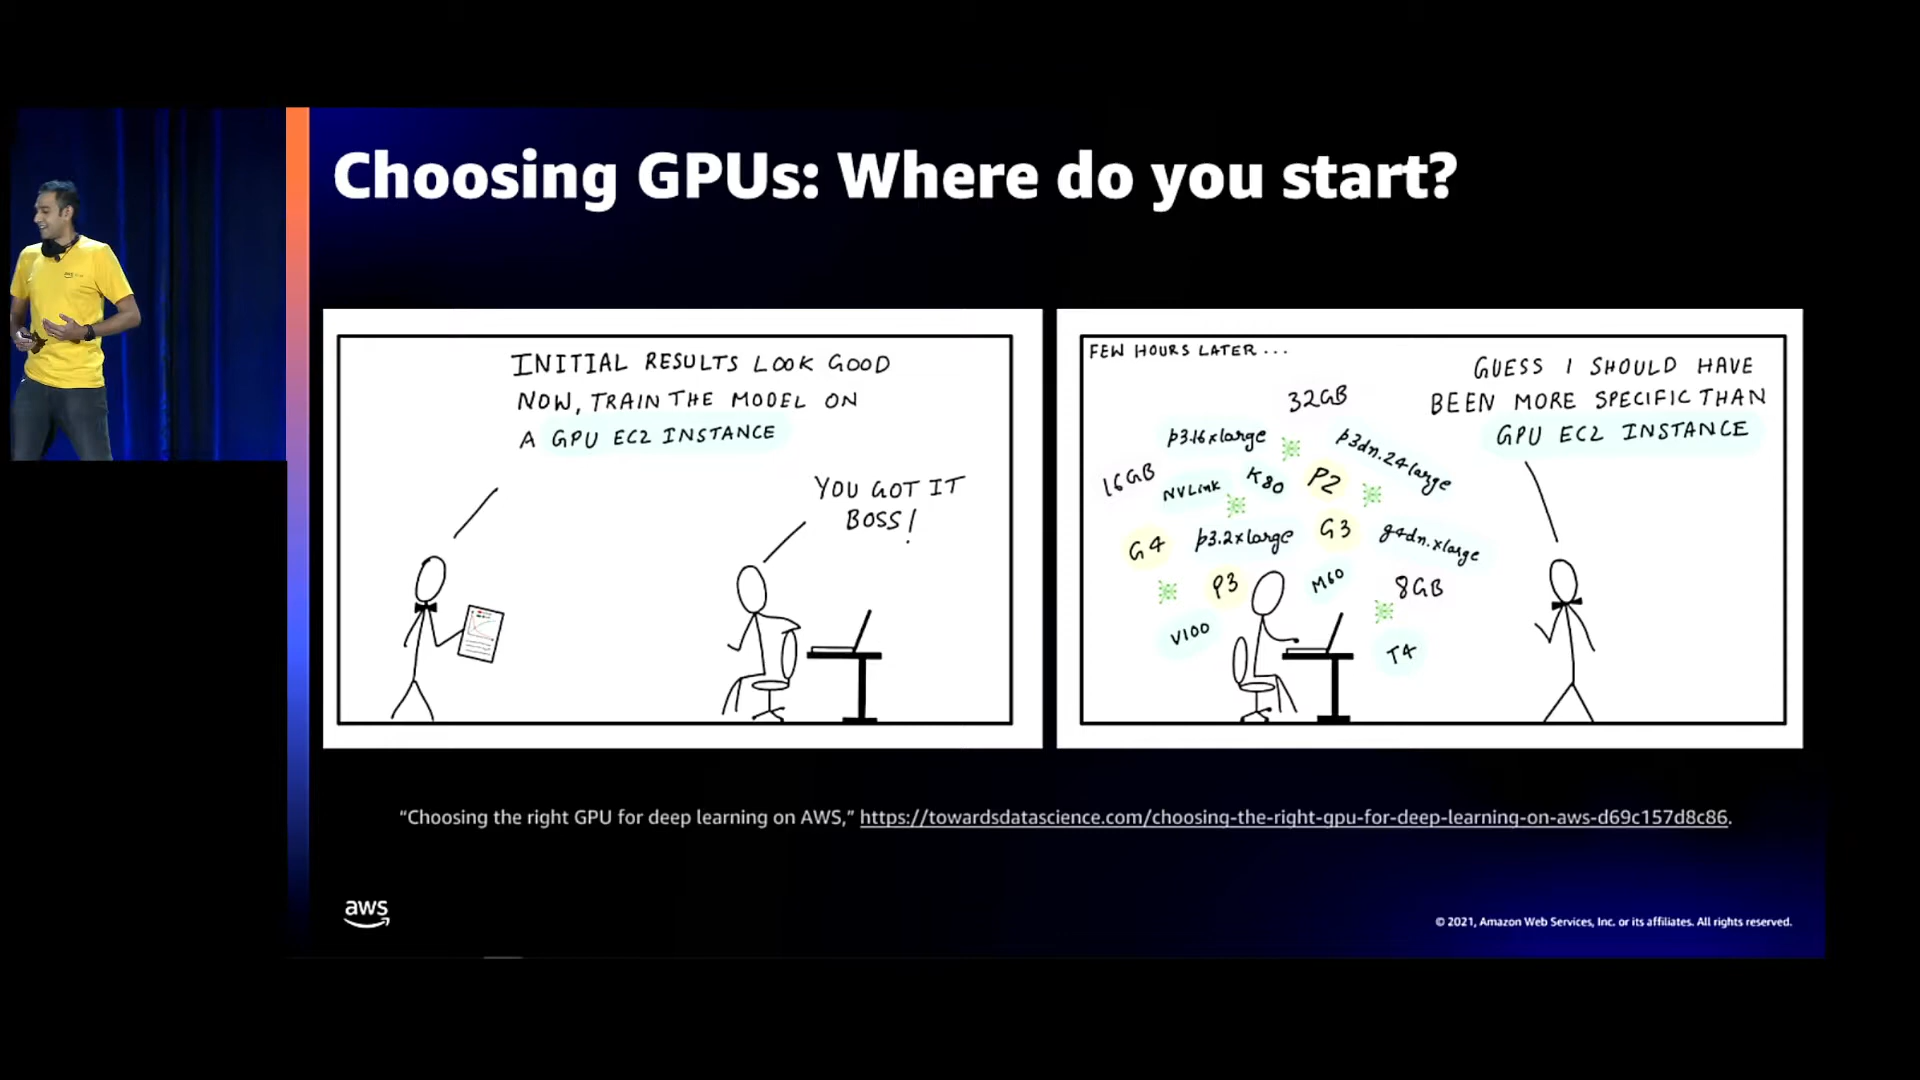 Choosing GPUs: Where do you start?
INITIAL RESULTS LOOK GOOD
NOW, TRAIN THE MODEL ON
A GPU EC2 INSTANCE
YOU GOT IT
BOSS!
FEW HOURS LATER...
GUESS I SHOULD HAVE
BEEN MORE SPECIFIC THAN
GPU EC2 INSTANCE
32GB
p3.16xlarge
p3dn.24large
16GB
NVLink
K80
P2
G4
p3.2xlarge
G3
g4dn.xlarge
P3
M60
8GB
V100
T4
“Choosing the right GPU for deep learning on AWS,” https://towardsdatascience.com/choosing-the-right-gpu-for-deep-learning-on-aws-d69c157d8c86.
aws
© 2021, Amazon Web Services, Inc. or its affiliates. All rights reserved.